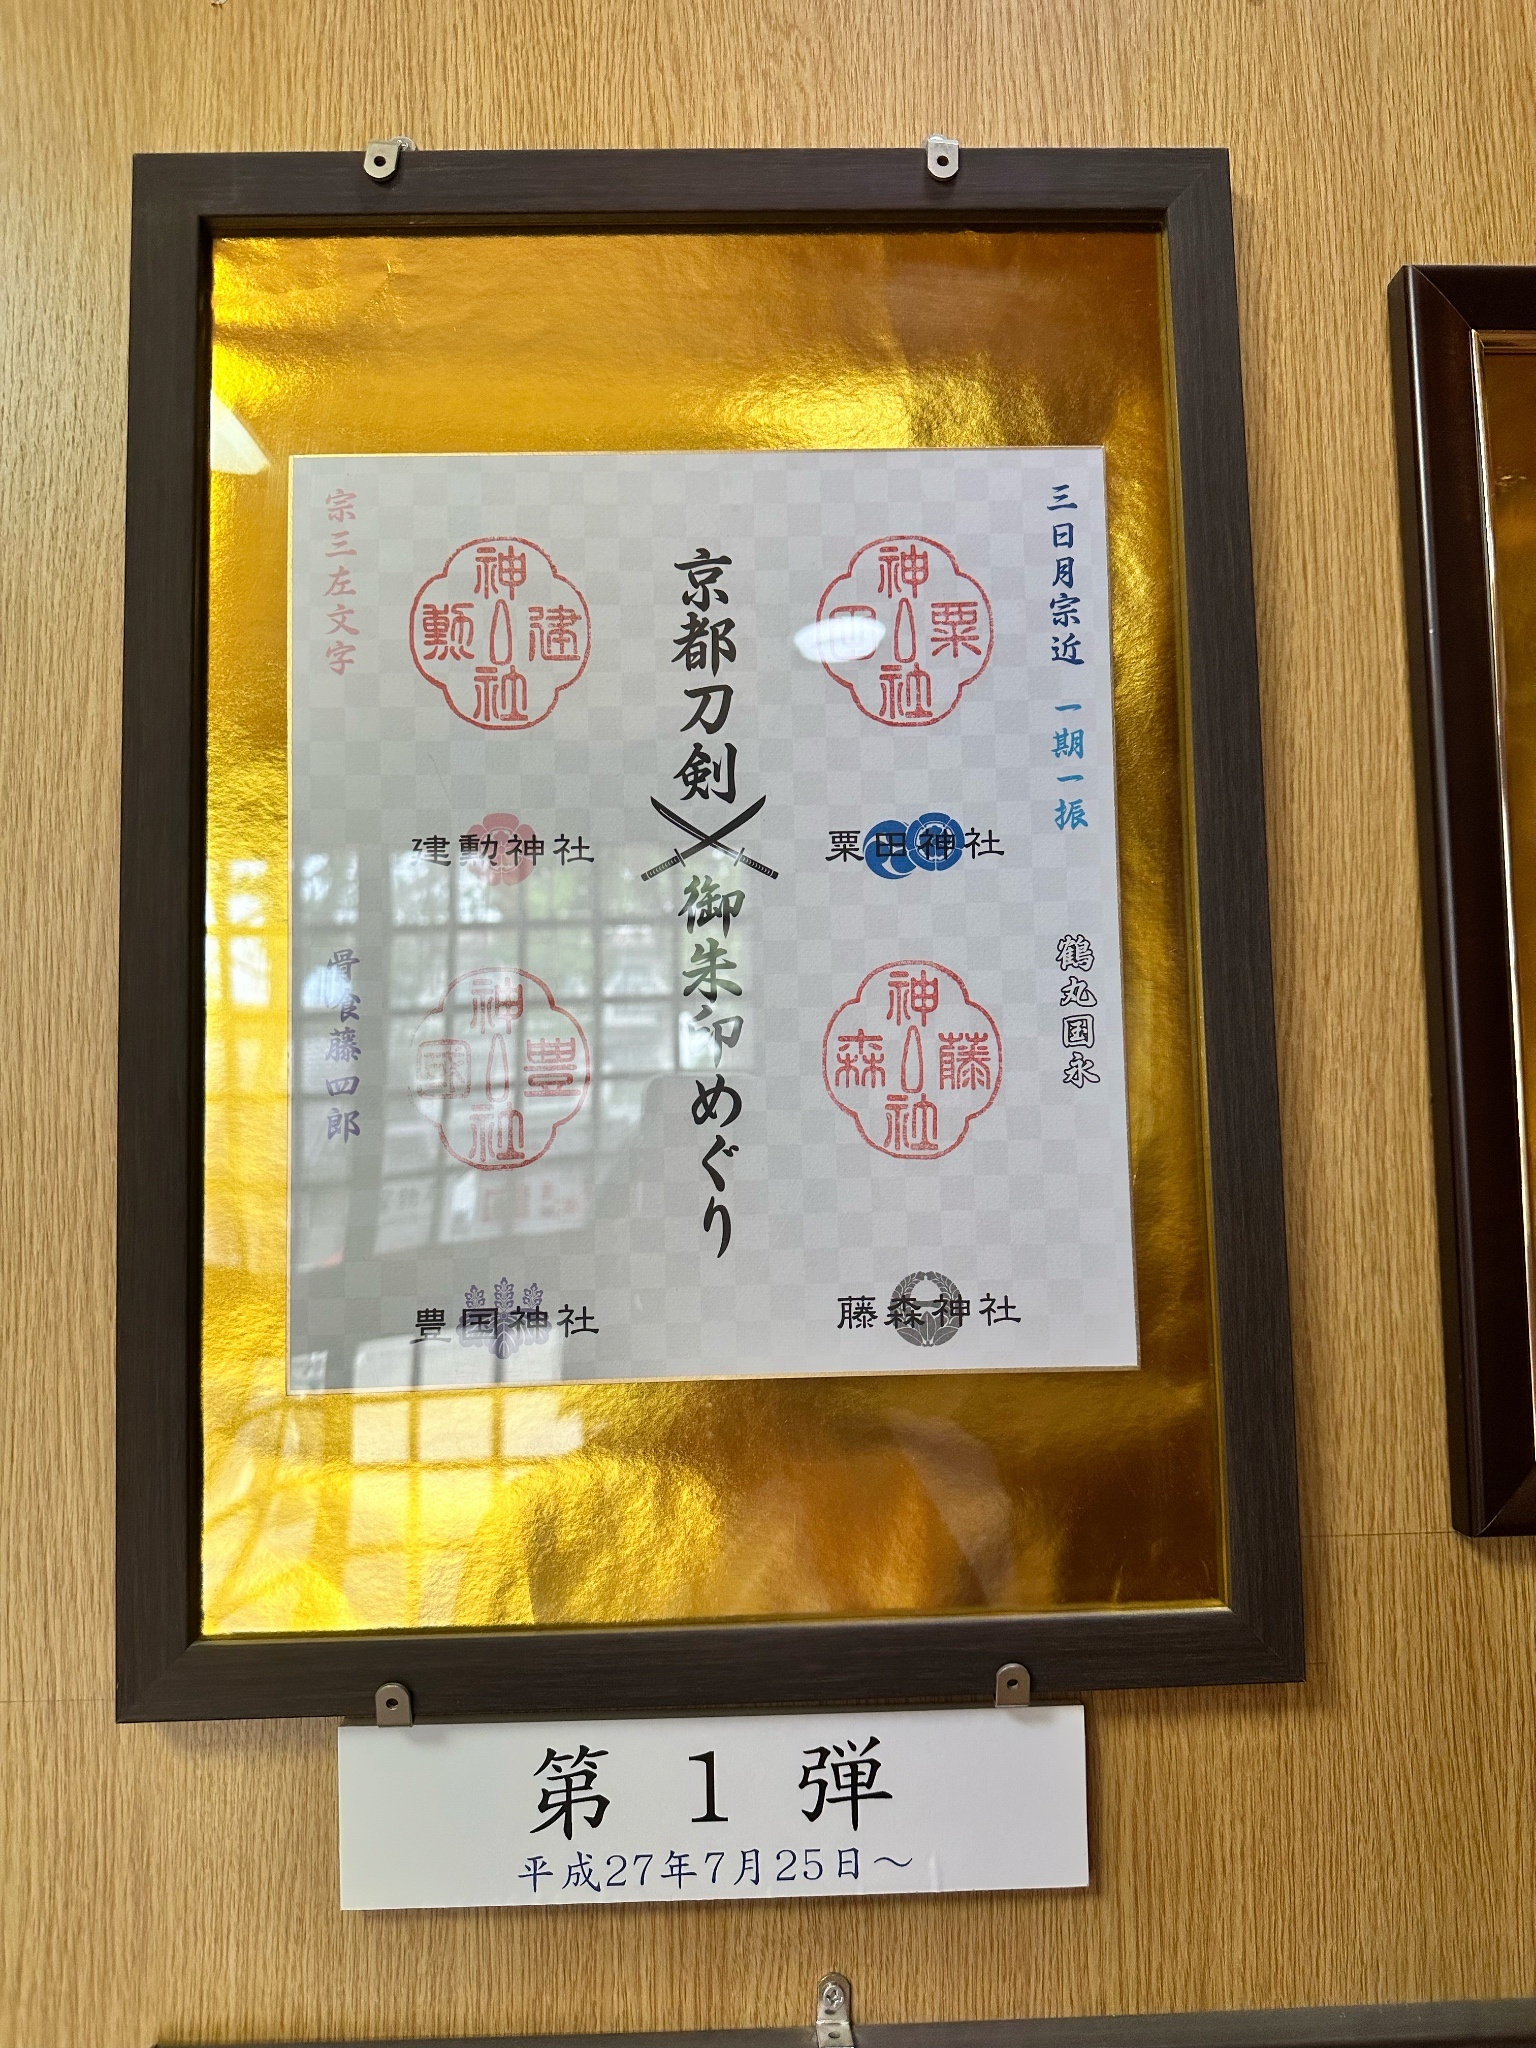 三日月宗近 一期一振
鶴丸国永
神
粟田
社
粟田神社
神
藤森
社
藤森神社
京都刀剣御朱印めぐり
神
建勲
社
建勲神社
神
豊國
社
豊国神社
宗三左文字
骨喰藤四郎
第1弾
平成27年7月25日~